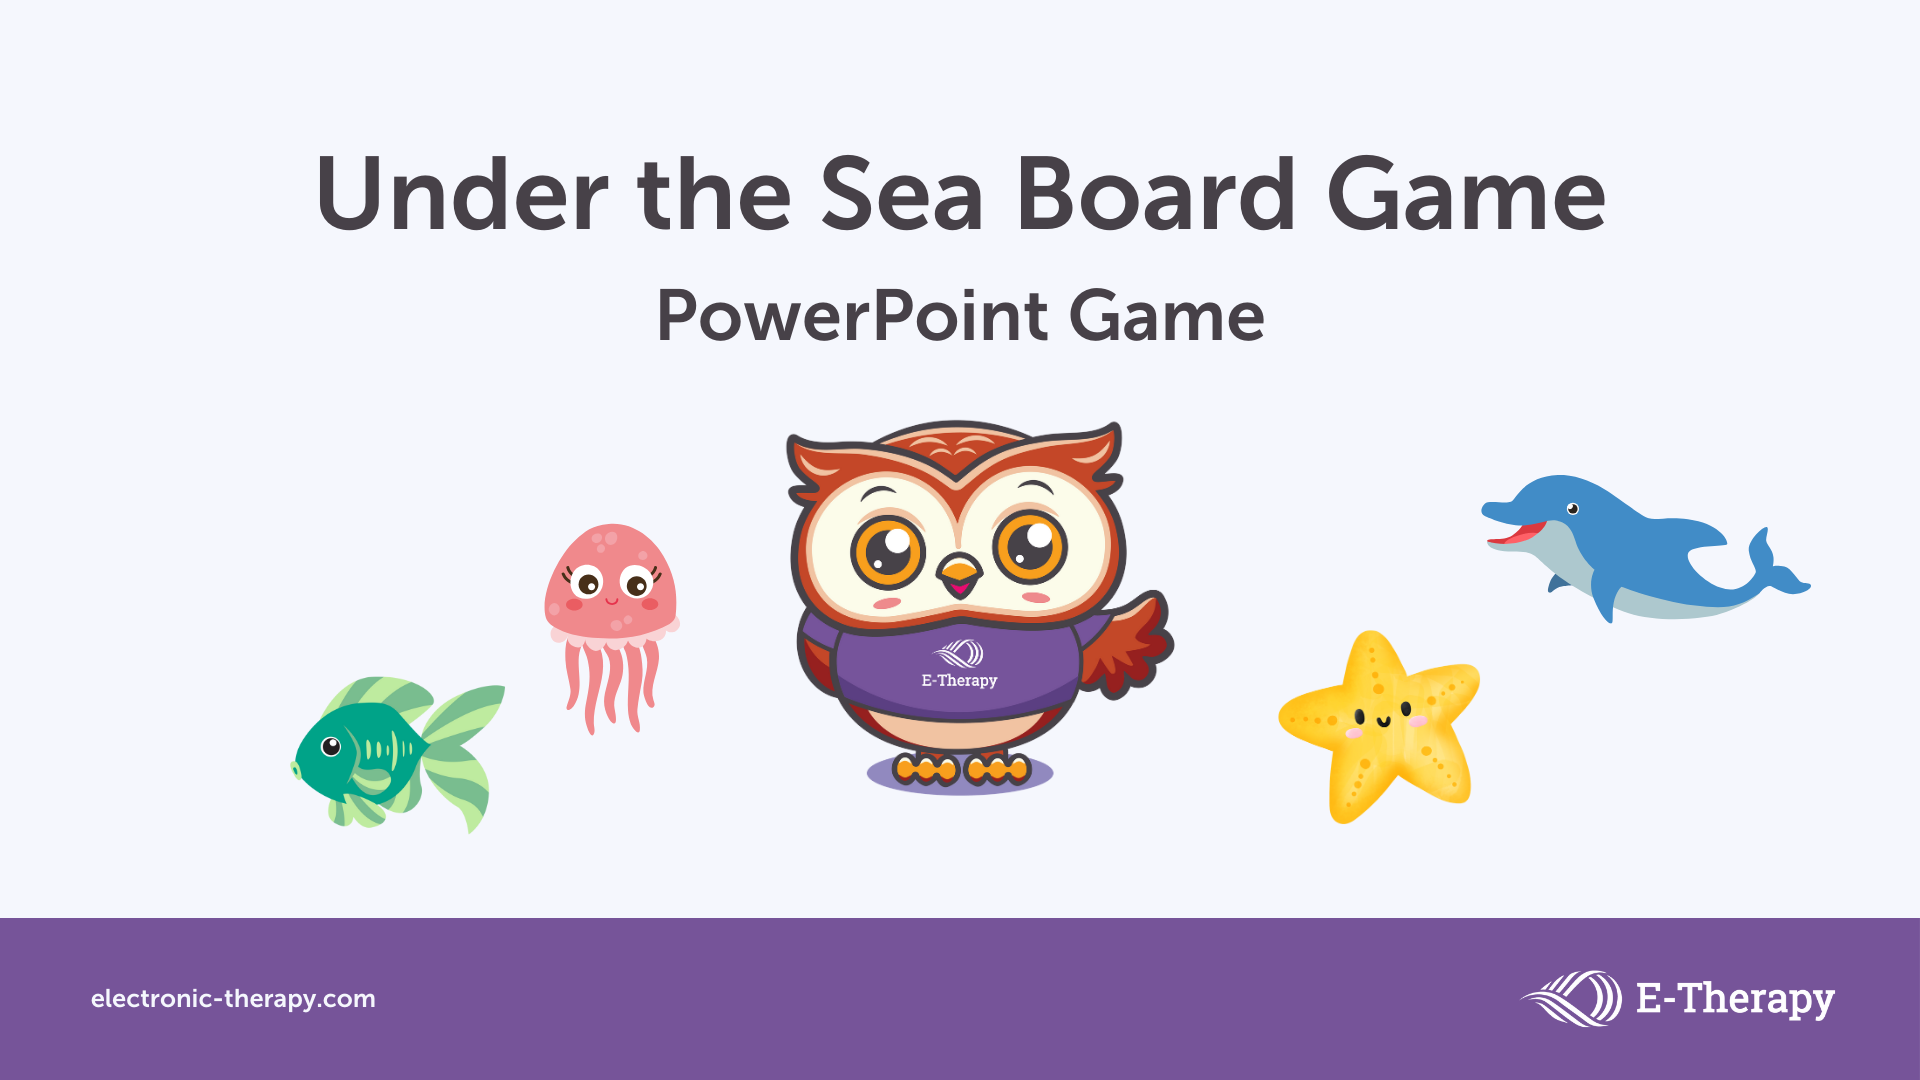 Under the Sea Board Game
PowerPoint Game
E-Therapy
electronic-therapy.com
E-Therapy